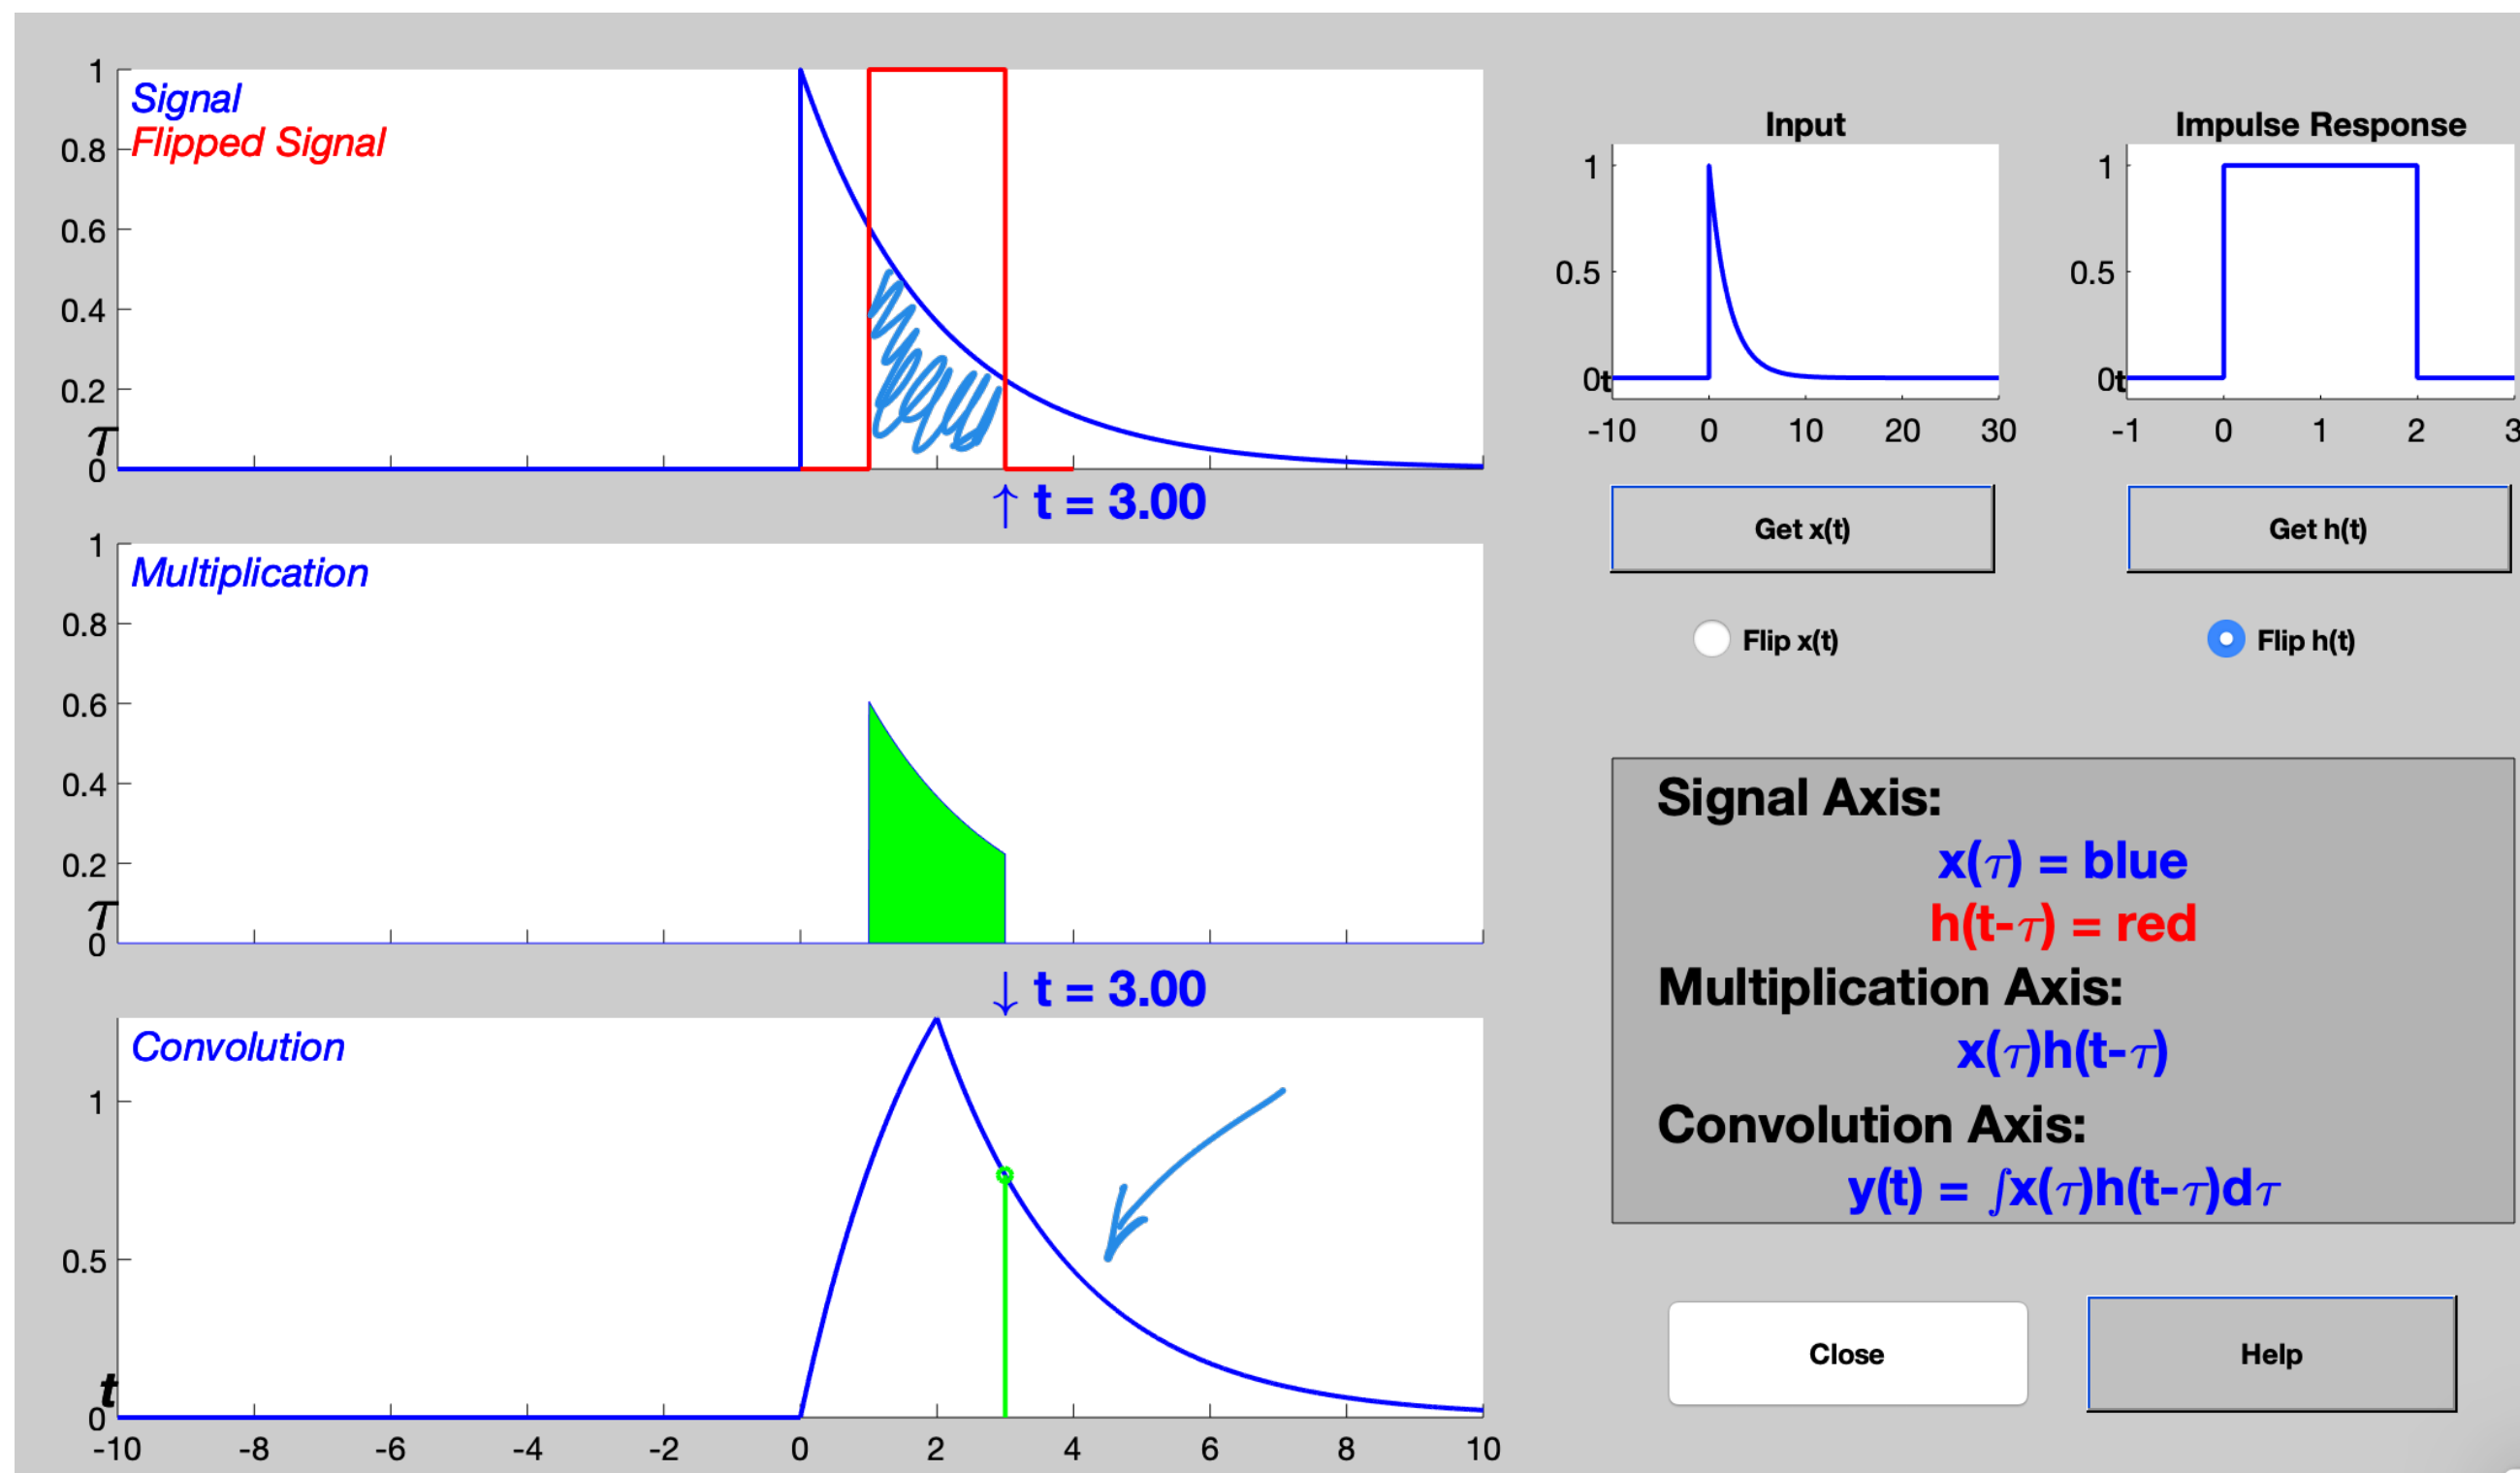 Signal
Flipped Signal
1
0.8
0.6
0.4
0.2
τ
0
↑ t = 3.00
Multiplication
1
0.8
0.6
0.4
0.2
τ
0
↓ t = 3.00
Convolution
1
0.5
t
0
-10 -8 -6 -4 -2 0 2 4 6 8 10
Input
1
0.5
0t
-10 0 10 20 30
Impulse Response
1
0.5
0t
-1 0 1 2 3
Get x(t)
Get h(t)
Flip x(t)
Flip h(t)
Signal Axis:
x(τ) = blue
h(t-τ) = red
Multiplication Axis:
x(τ)h(t-τ)
Convolution Axis:
y(t) = ∫x(τ)h(t-τ)dτ
Close
Help